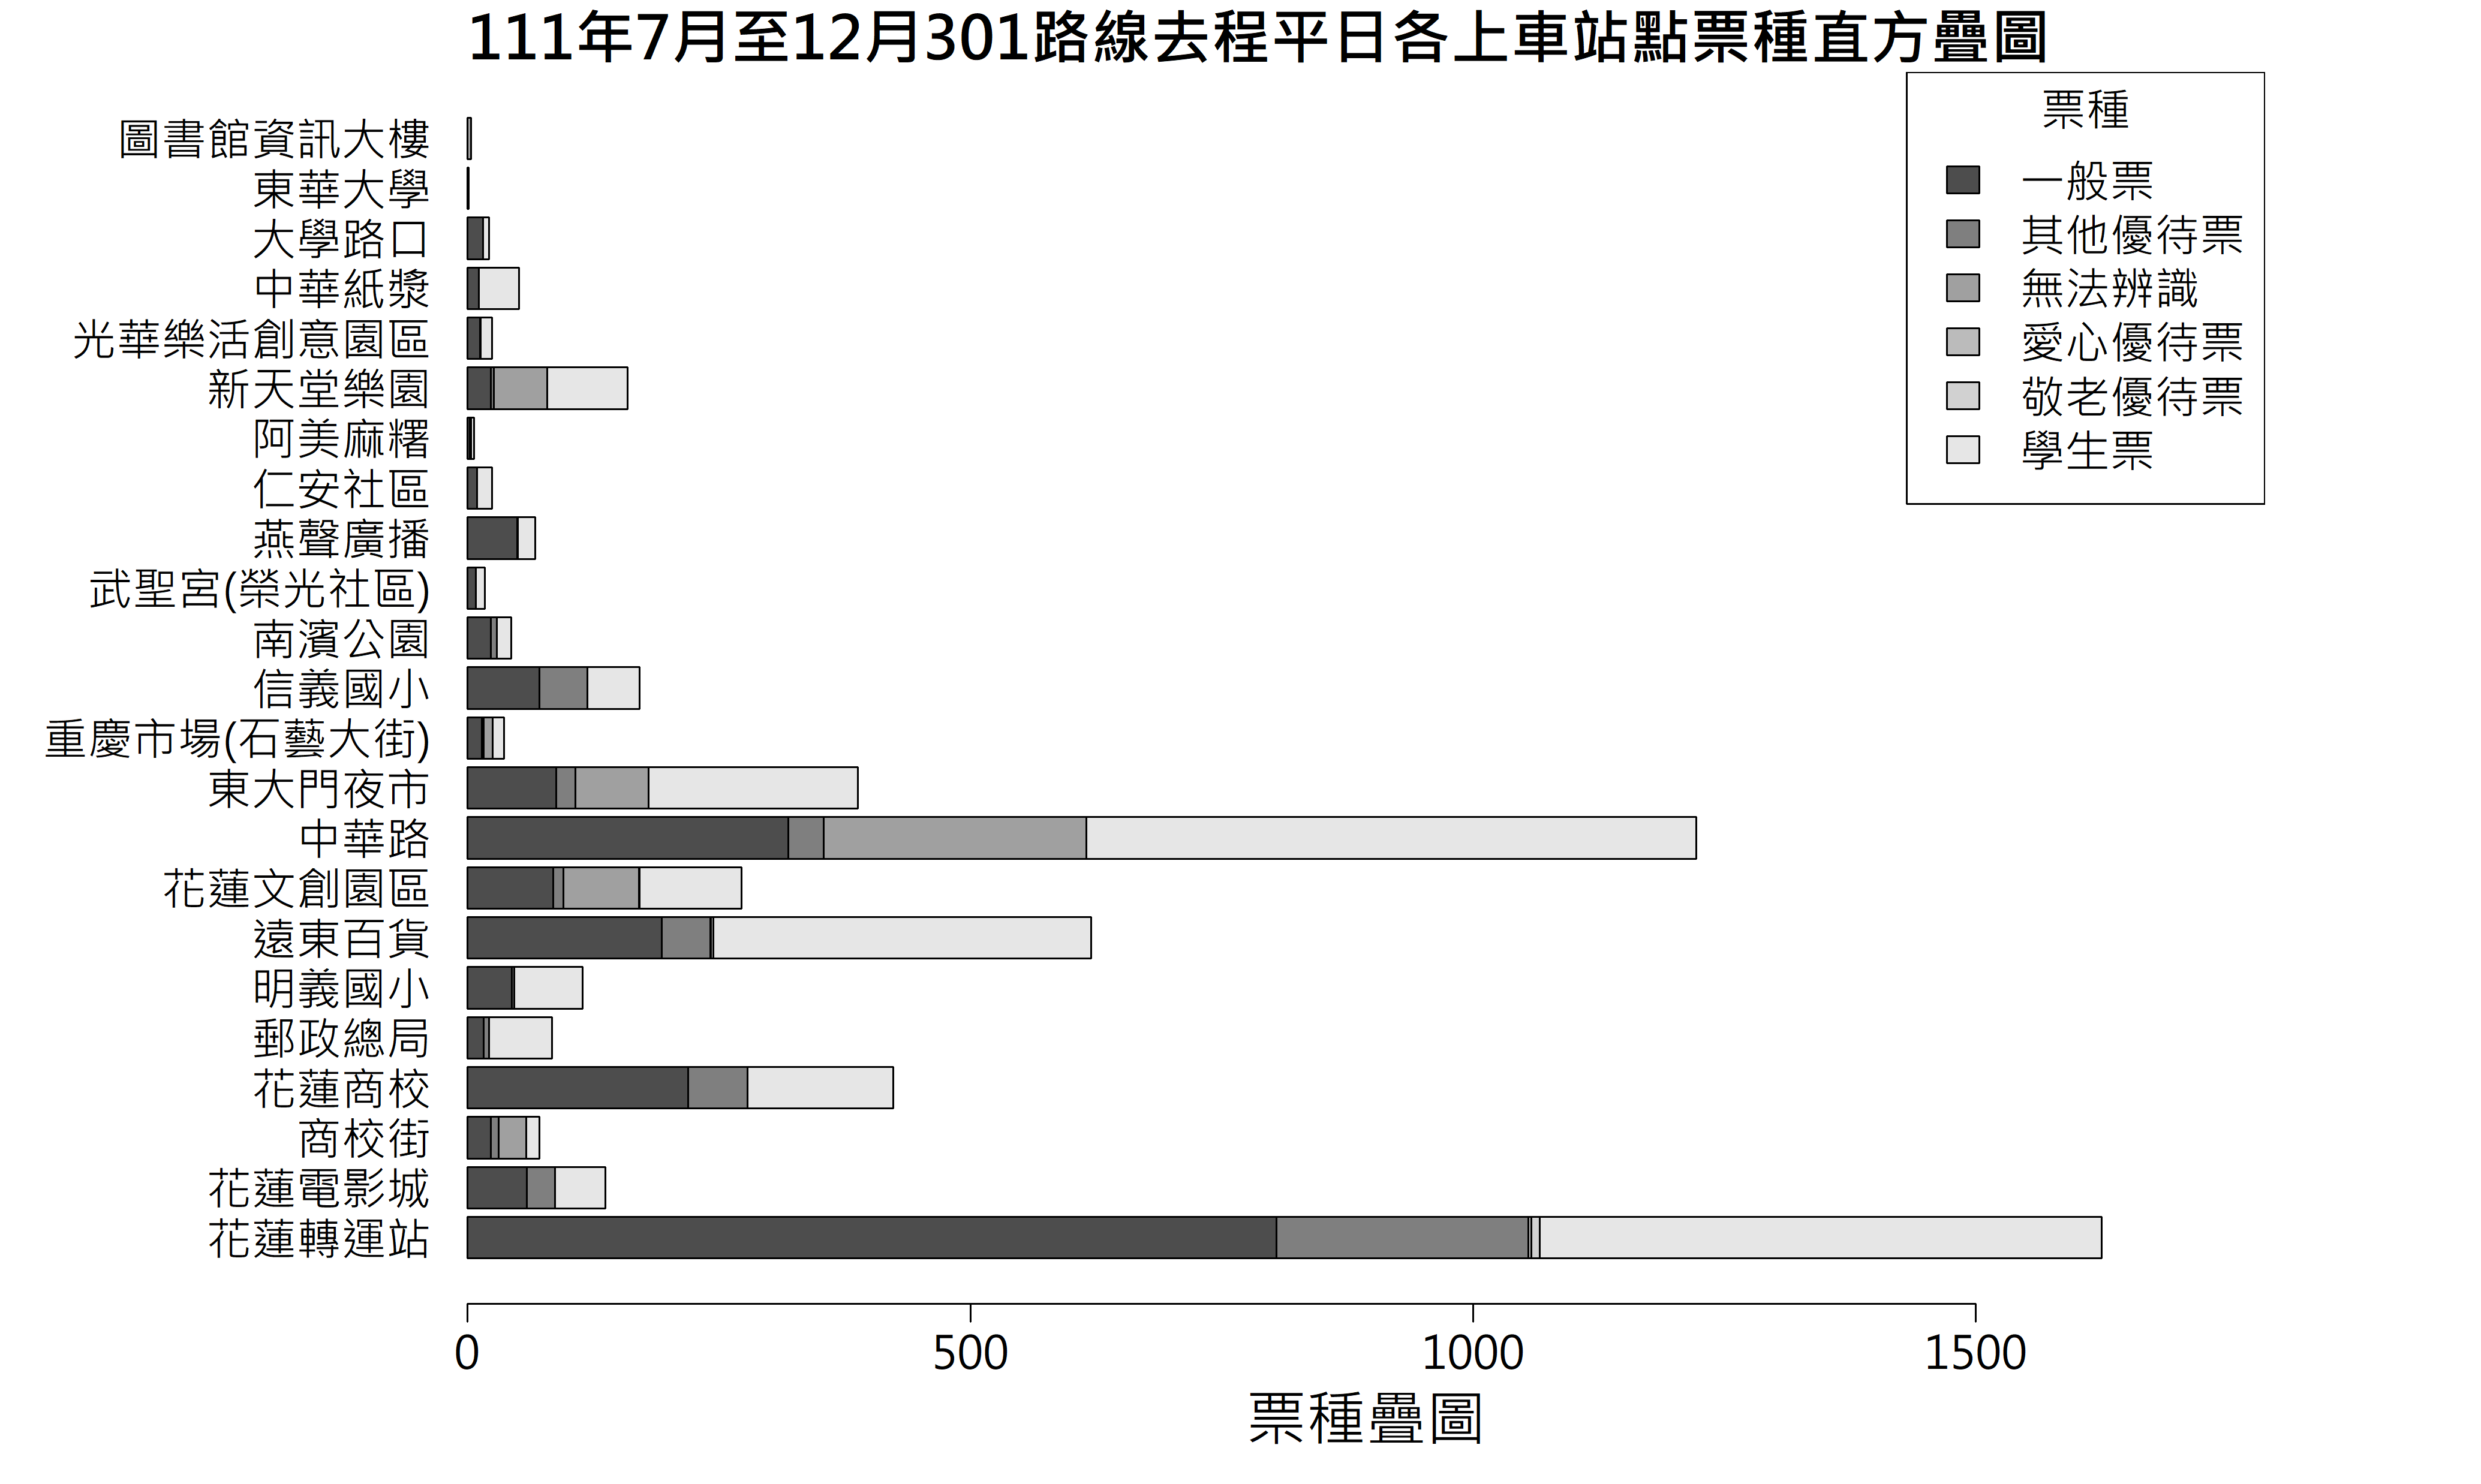 111年7月至12月301路線去程平日各上車站點票種直方疊圖
票種
一般票
其他優待票
無法辨識
愛心優待票
敬老優待票
學生票
圖書館資訊大樓
東華大學
大學路口
中華紙漿
光華樂活創意園區
新天堂樂園
阿美麻糬
仁安社區
燕聲廣播
武聖宮(榮光社區)
南濱公園
信義國小
重慶市場(石藝大街)
東大門夜市
中華路
花蓮文創園區
遠東百貨
明義國小
郵政總局
花蓮商校
商校街
花蓮電影城
花蓮轉運站
0 500 1000 1500
票種疊圖